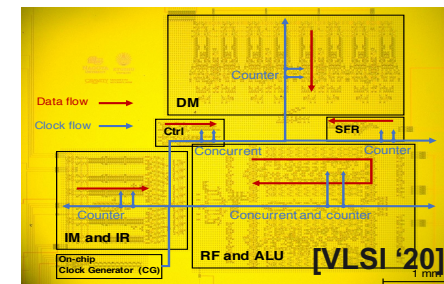 Counter
Data flow
DM
Clock flow
Ctrl
SFR
Concurrent
Counter
Counter
Concurrent and counter
IM and IR
RF and ALU
[VLSI '20]
On-chip
Clock Generator (CG)
1 mm